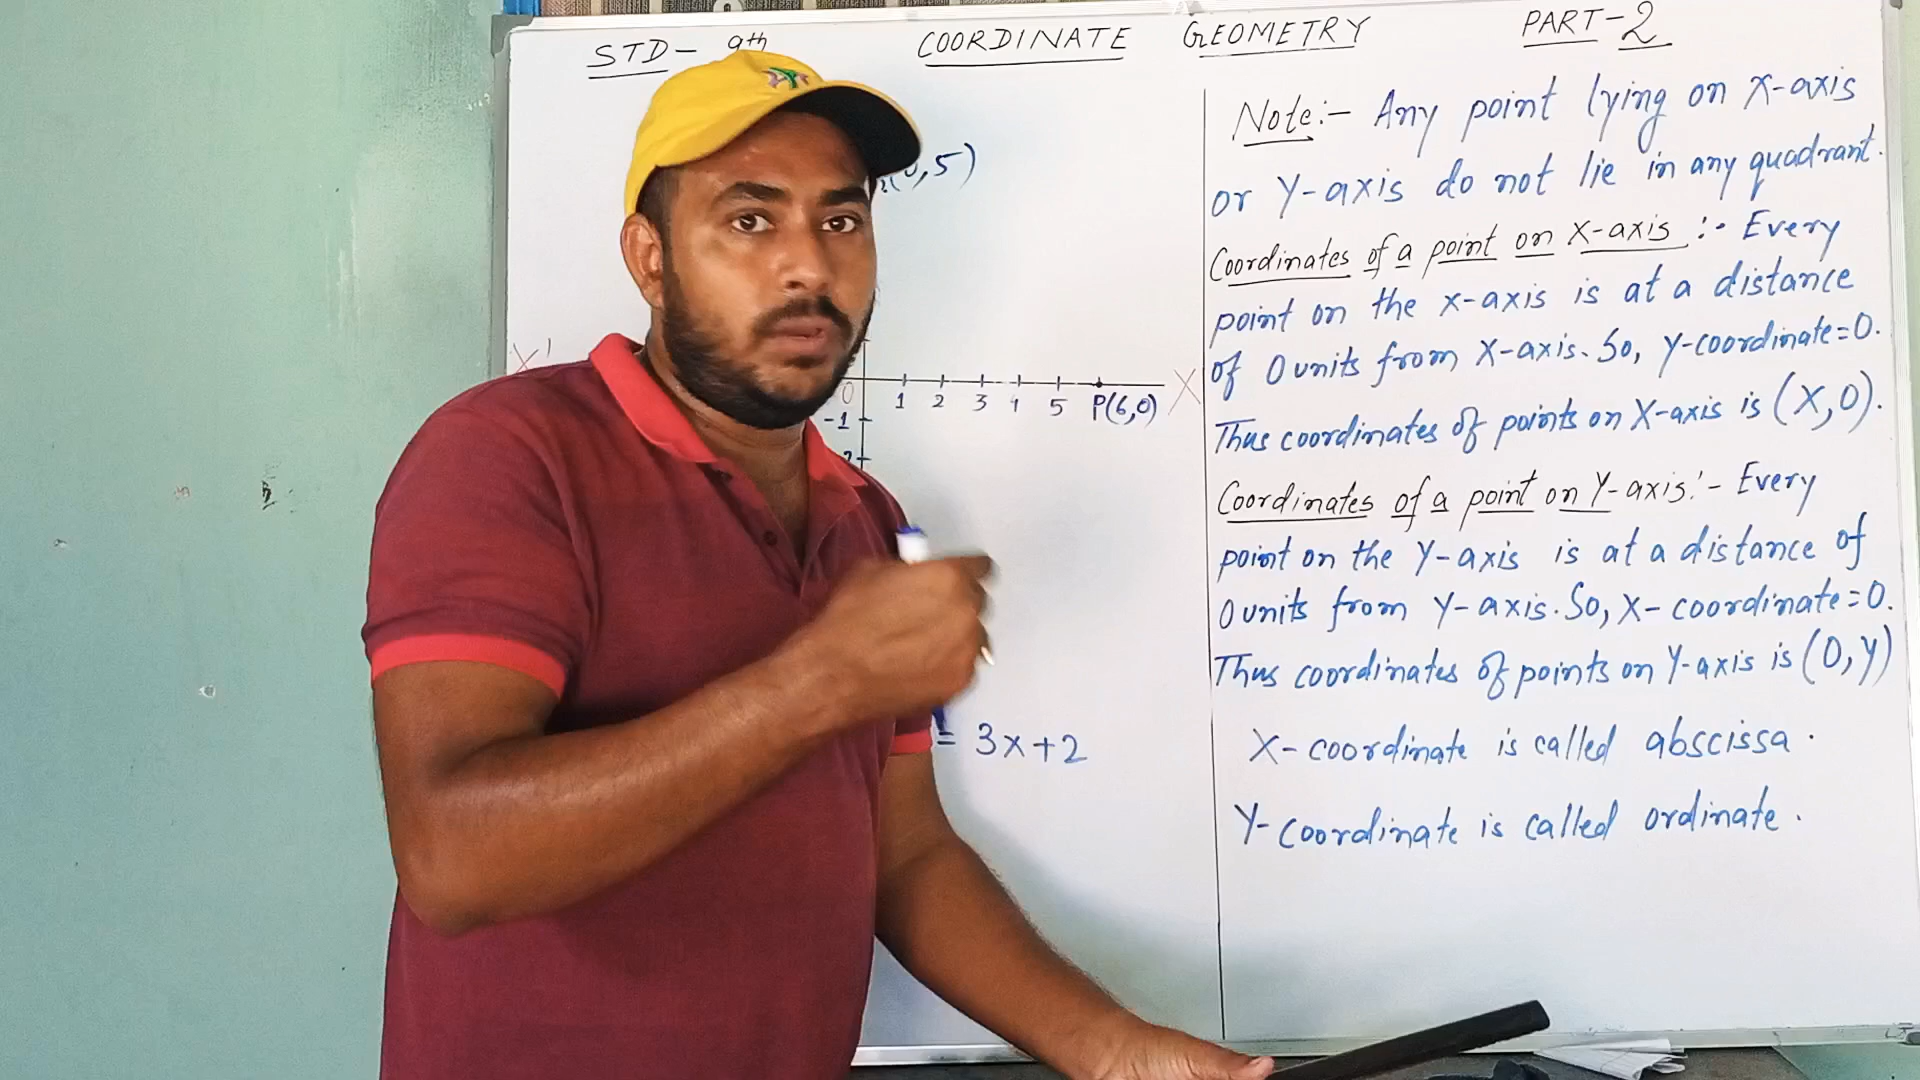 STD- 9th COORDINATE GEOMETRY PART-2
,5)
X'
0 1 2 3 4 5 P(6,0) X
-1
= 3x+2
Note:- Any point lying on X-axis
or Y-axis do not lie in any quadrant.
Coordinates of a point on X-axis :- Every
point on the X-axis is at a distance
of 0 units from X-axis. So, Y-coordinate=0.
Thus coordinates of points on X-axis is (X,0).
Coordinates of a point on Y-axis:- Every
point on the Y-axis is at a distance of
0 units from Y-axis. So, X-coordinate=0.
Thus coordinates of points on Y-axis is (0,Y)
X-coordinate is called abscissa.
Y-coordinate is called ordinate.